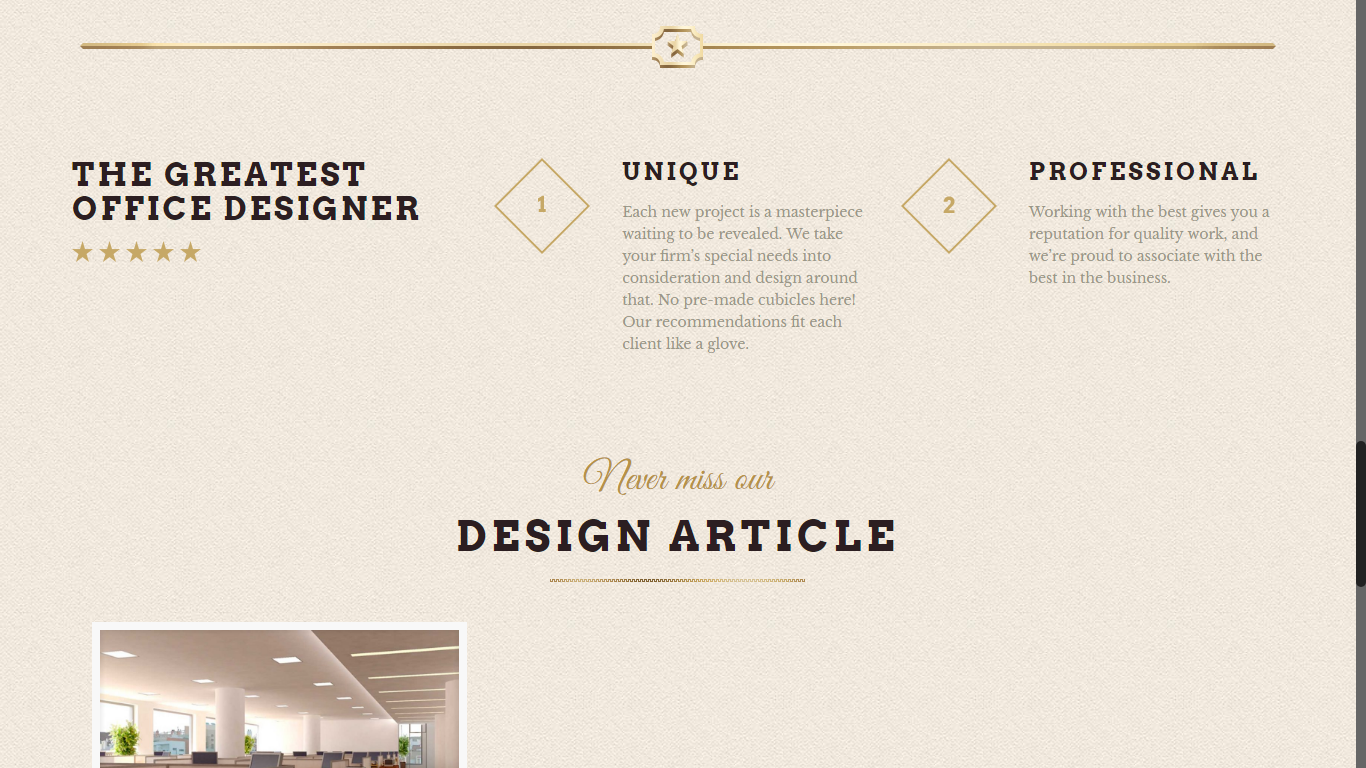 THE GREATEST
OFFICE DESIGNER
1
UNIQUE
Each new project is a masterpiece
waiting to be revealed. We take
your firm's special needs into
consideration and design around
that. No pre-made cubicles here!
Our recommendations fit each
client like a glove.
2
PROFESSIONAL
Working with the best gives you a
reputation for quality work, and
we're proud to associate with the
best in the business.
Never miss our
DESIGN ARTICLE